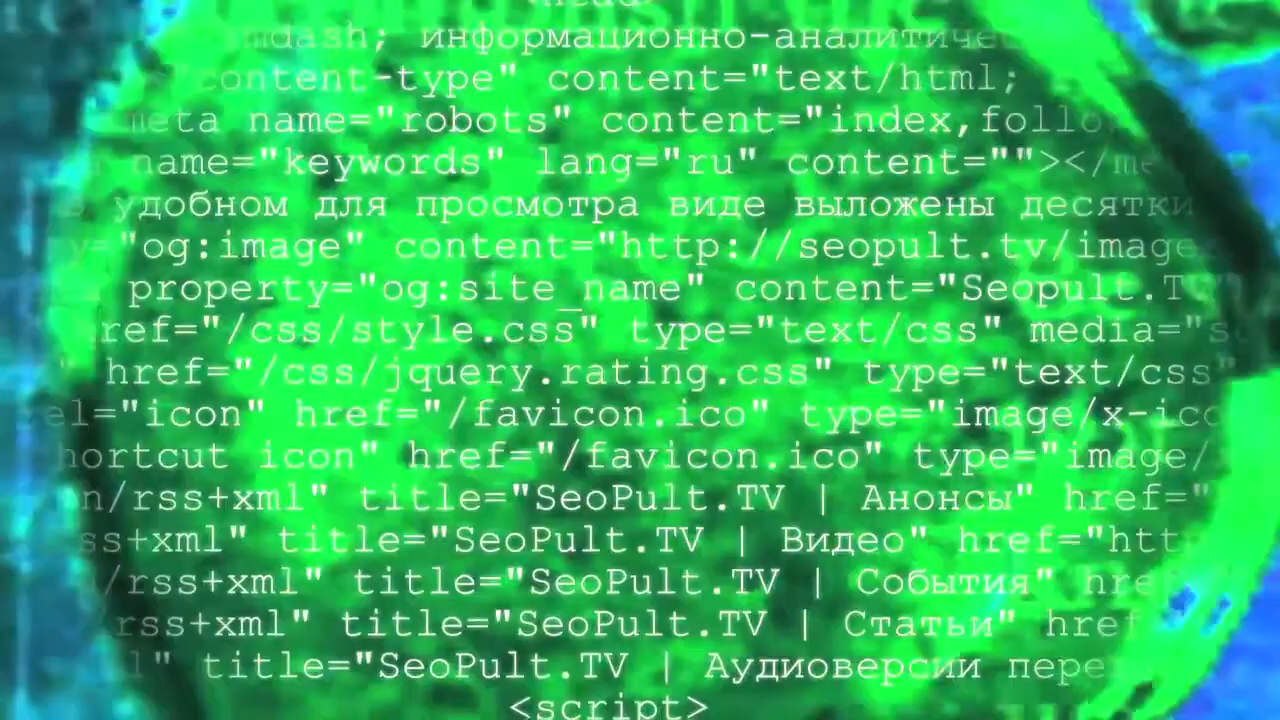 <head>
mdash; информационно-аналитиче
content-type" content="text/html;
meta name="robots" content="index,follo
name="keywords" lang="ru" content=""></me
в удобном для просмотра виде выложены десятки
y="og:image" content="http://seopult.tv/image
property="og:site_name" content="Seopult.TV
ref="/css/style.css" type="text/css" media="sc
" href="/css/jquery.rating.css" type="text/css"
el="icon" href="/favicon.ico" type="image/x-ico
hortcut icon" href="/favicon.ico" type="image/
n/rss+xml" title="SeoPult.TV | Анонсы" href="
ss+xml" title="SeoPult.TV | Видео" href="htt
/rss+xml" title="SeoPult.TV | События" hre
rss+xml" title="SeoPult.TV | Статьи" href
l" title="SeoPult.TV | Аудиоверсии пере
<script>